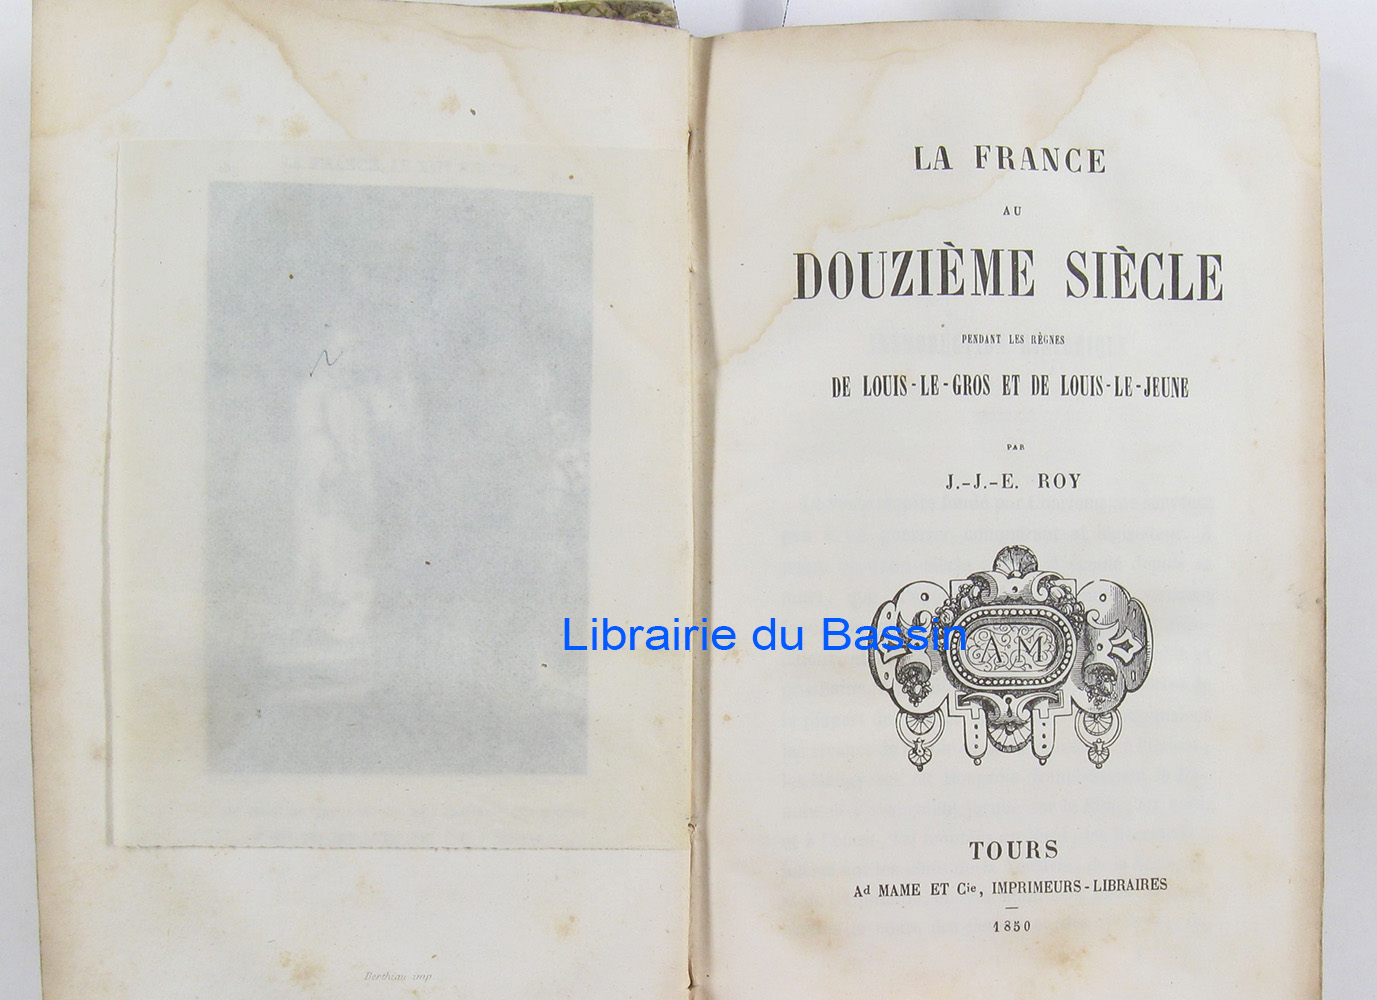 LA FRANCE
AU
DOUZIÈME SIÈCLE
PENDANT LES RÈGNES
DE LOUIS-LE-GROS ET DE LOUIS-LE-JEUNE
PAR
J.-J.-E. ROY
Librairie du Bassin
A M
TOURS
Ad MAME ET Cie, IMPRIMEURS-LIBRAIRES
1850